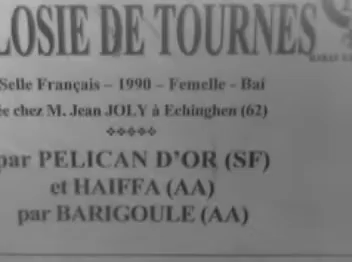 LOSIE DE TOURNES
Selle Français – 1990 – Femelle - Bai
ée chez M. Jean JOLY à Echinghen (62)
par PELICAN D'OR (SF)
et HAIFFA (AA)
par BARIGOULE (AA)